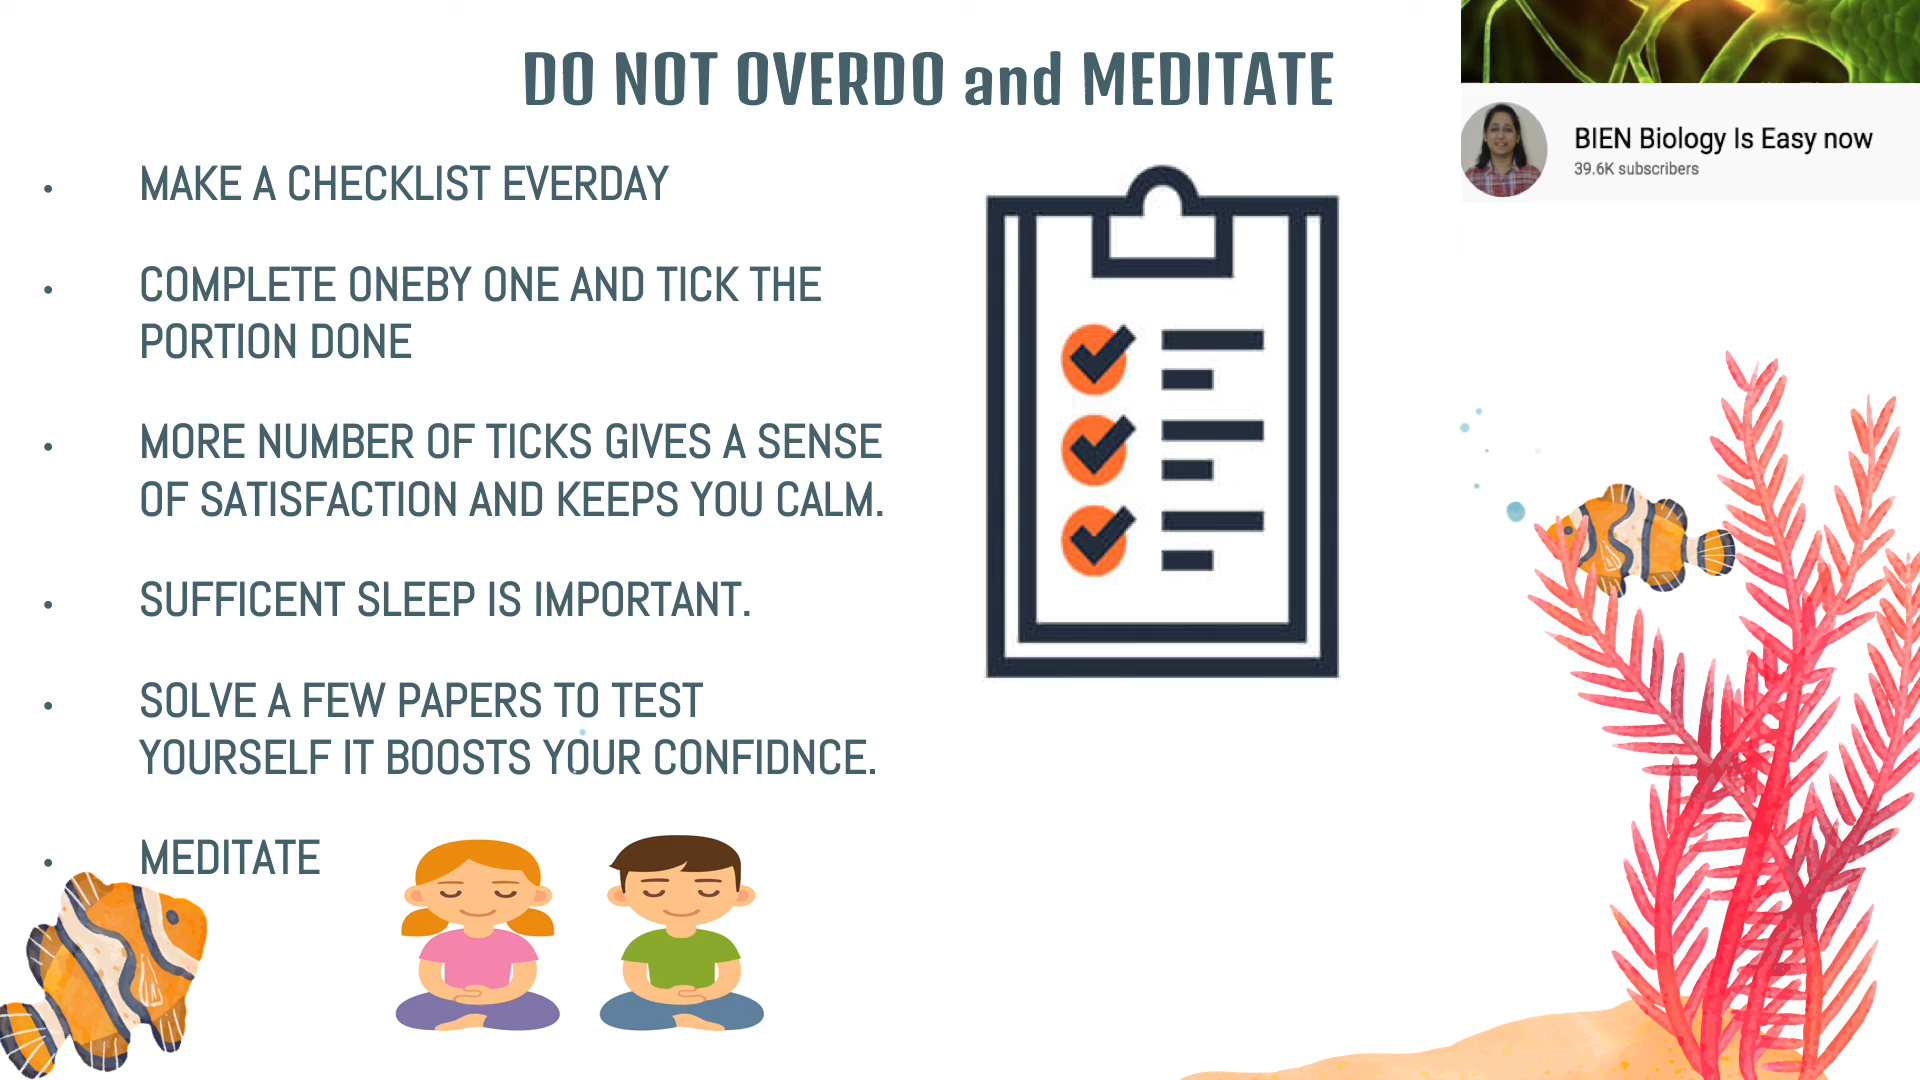 DO NOT OVERDO and MEDITATE
BIEN Biology Is Easy now
39.6K subscribers
• MAKE A CHECKLIST EVERDAY
• COMPLETE ONEBY ONE AND TICK THE
PORTION DONE
• MORE NUMBER OF TICKS GIVES A SENSE
OF SATISFACTION AND KEEPS YOU CALM.
• SUFFICENT SLEEP IS IMPORTANT.
• SOLVE A FEW PAPERS TO TEST
YOURSELF IT BOOSTS YOUR CONFIDNCE.
• MEDITATE